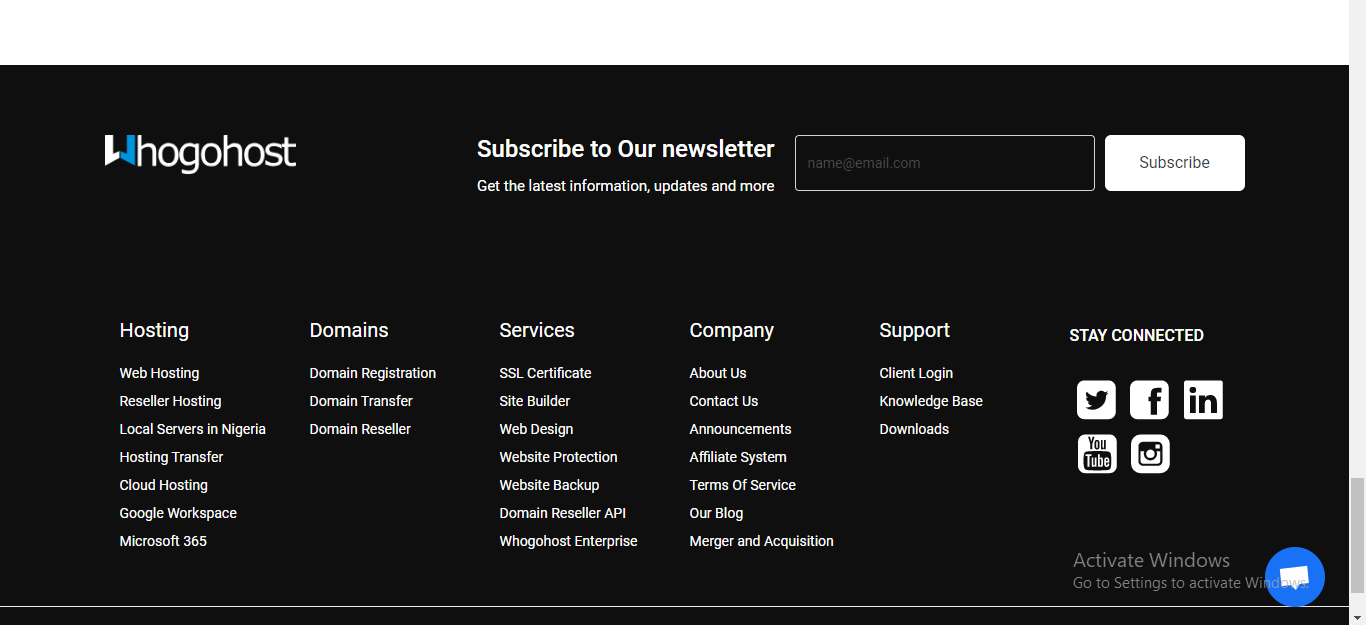 Whogohost
Subscribe to Our newsletter
Get the latest information, updates and more
name@email.com
Subscribe
Hosting
Web Hosting
Reseller Hosting
Local Servers in Nigeria
Hosting Transfer
Cloud Hosting
Google Workspace
Microsoft 365
Domains
Domain Registration
Domain Transfer
Domain Reseller
Services
SSL Certificate
Site Builder
Web Design
Website Protection
Website Backup
Domain Reseller API
Whogohost Enterprise
Company
About Us
Contact Us
Announcements
Affiliate System
Terms Of Service
Our Blog
Merger and Acquisition
Support
Client Login
Knowledge Base
Downloads
STAY CONNECTED
f
in
You
Tube
Activate Windows
Go to Settings to activate Windows.